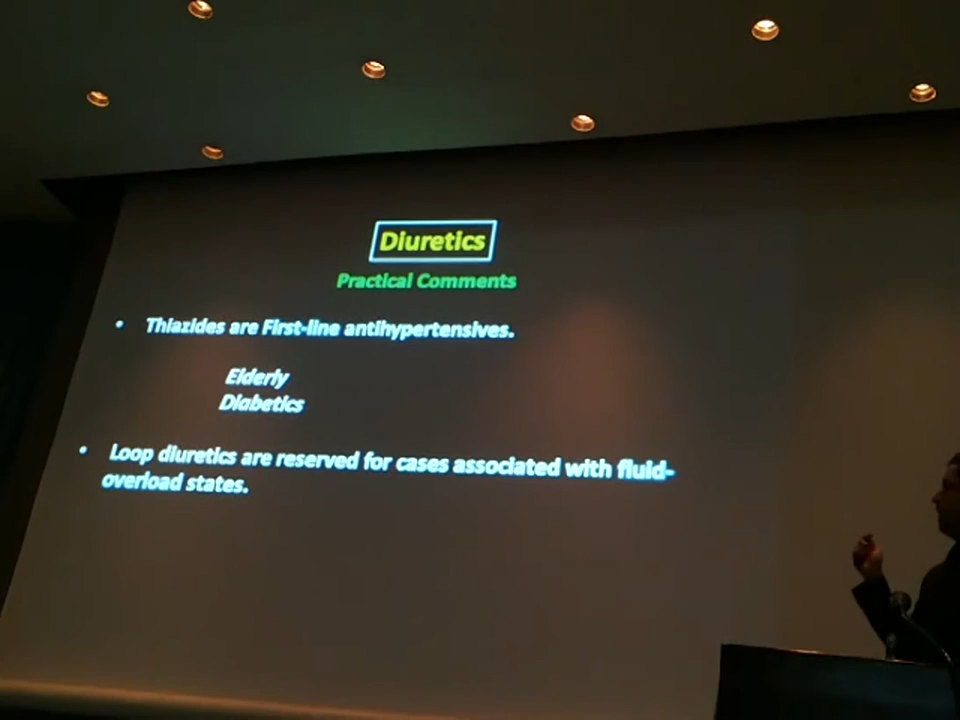 Diuretics
Practical Comments
• Thiazides are First-line antihypertensives.
Elderly
Diabetics
• Loop diuretics are reserved for cases associated with fluid-
overload states.